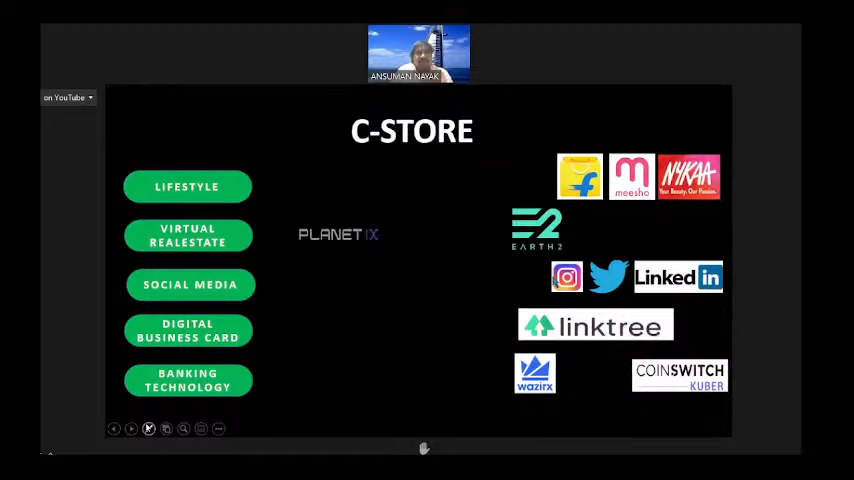 ANSUMAN NAYAK
on YouTube
C-STORE
LIFESTYLE
meesho
NYKAA
Your Beauty. Our Passion.
VIRTUAL
REALESTATE
PLANET IX
E2
EARTH 2
SOCIAL MEDIA
Linked in
DIGITAL
BUSINESS CARD
linktree
BANKING
TECHNOLOGY
wazirx
COINSWITCH
KUBER